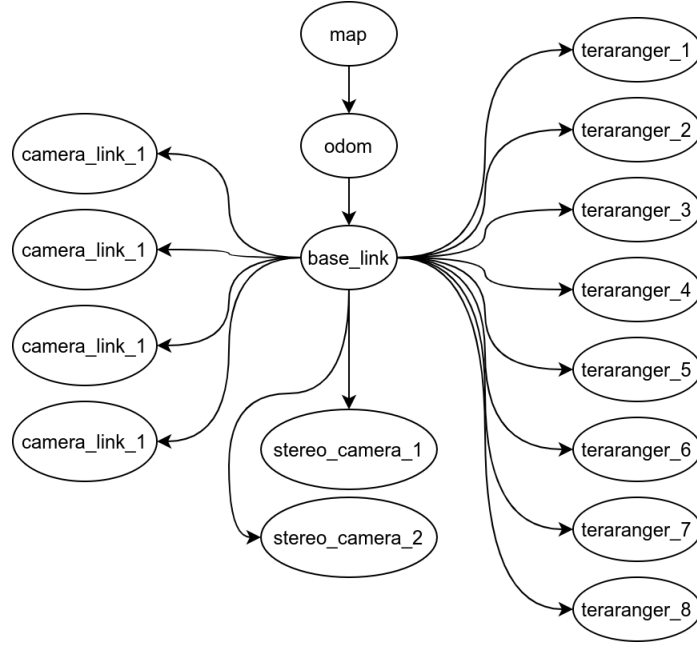 map
odom
base_link
camera_link_1
camera_link_1
camera_link_1
camera_link_1
stereo_camera_1
stereo_camera_2
teraranger_1
teraranger_2
teraranger_3
teraranger_4
teraranger_5
teraranger_6
teraranger_7
teraranger_8